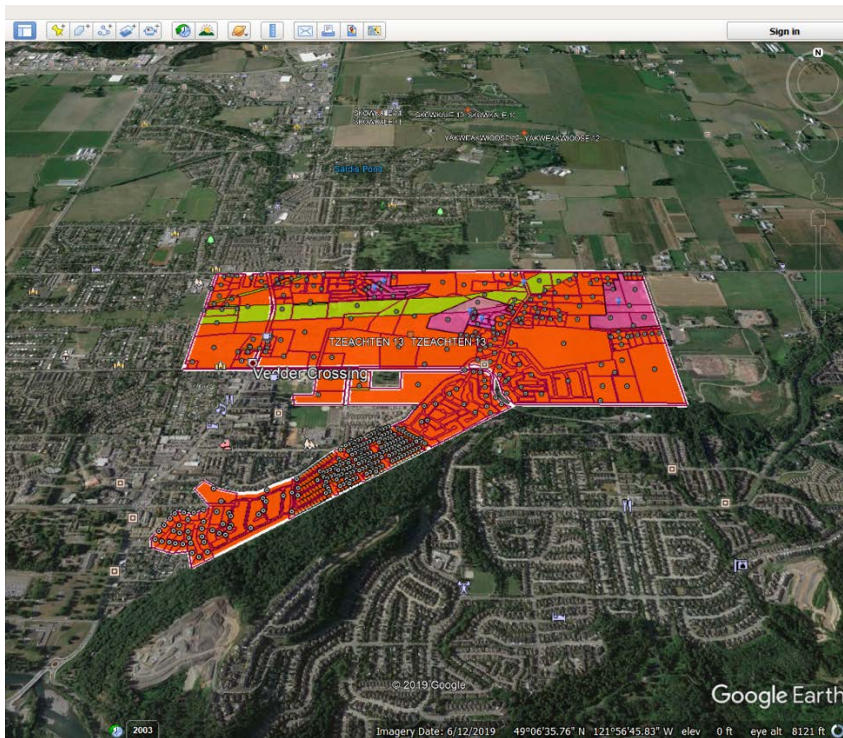 Sign in
N
SKOWKALE 10 SKOWKALE 10
SKOWKALE 11
YAKWEAKWIOOSE 12 YAKWEAKWIOOSE 12
Sardis Pond
TZEACHTEN 13 TZEACHTEN 13
Vedder Crossing
© 2019 Google
Google Earth
2003
Imagery Date: 6/12/2019 49°06'35.76" N 121°56'45.83" W elev 0 ft eye alt 8121 ft